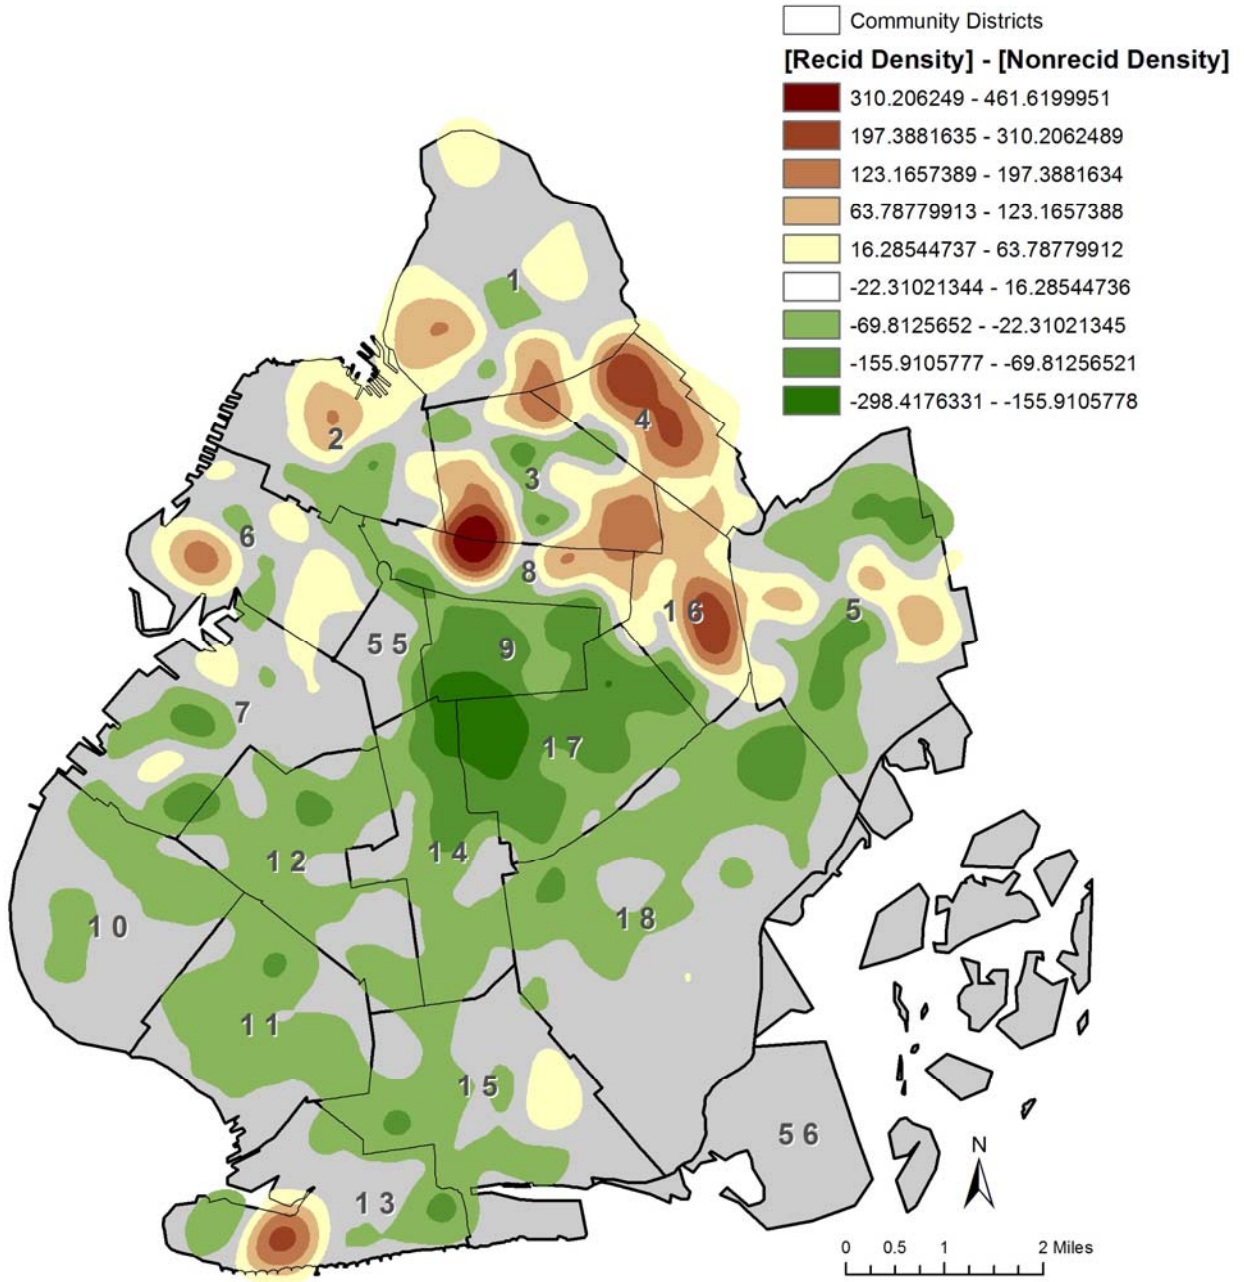 Community Districts
[Recid Density] - [Nonrecid Density]
310.206249 - 461.6199951
197.3881635 - 310.2062489
123.1657389 - 197.3881634
63.78779913 - 123.1657388
16.28544737 - 63.78779912
-22.31021344 - 16.28544736
-69.8125652 - -22.31021345
-155.9105777 - -69.81256521
-298.4176331 - -155.9105778
1
4
2
3
6
8
16
5
55
9
7
17
14
12
18
10
11
15
56
13
N
0 0.5 1 2 Miles